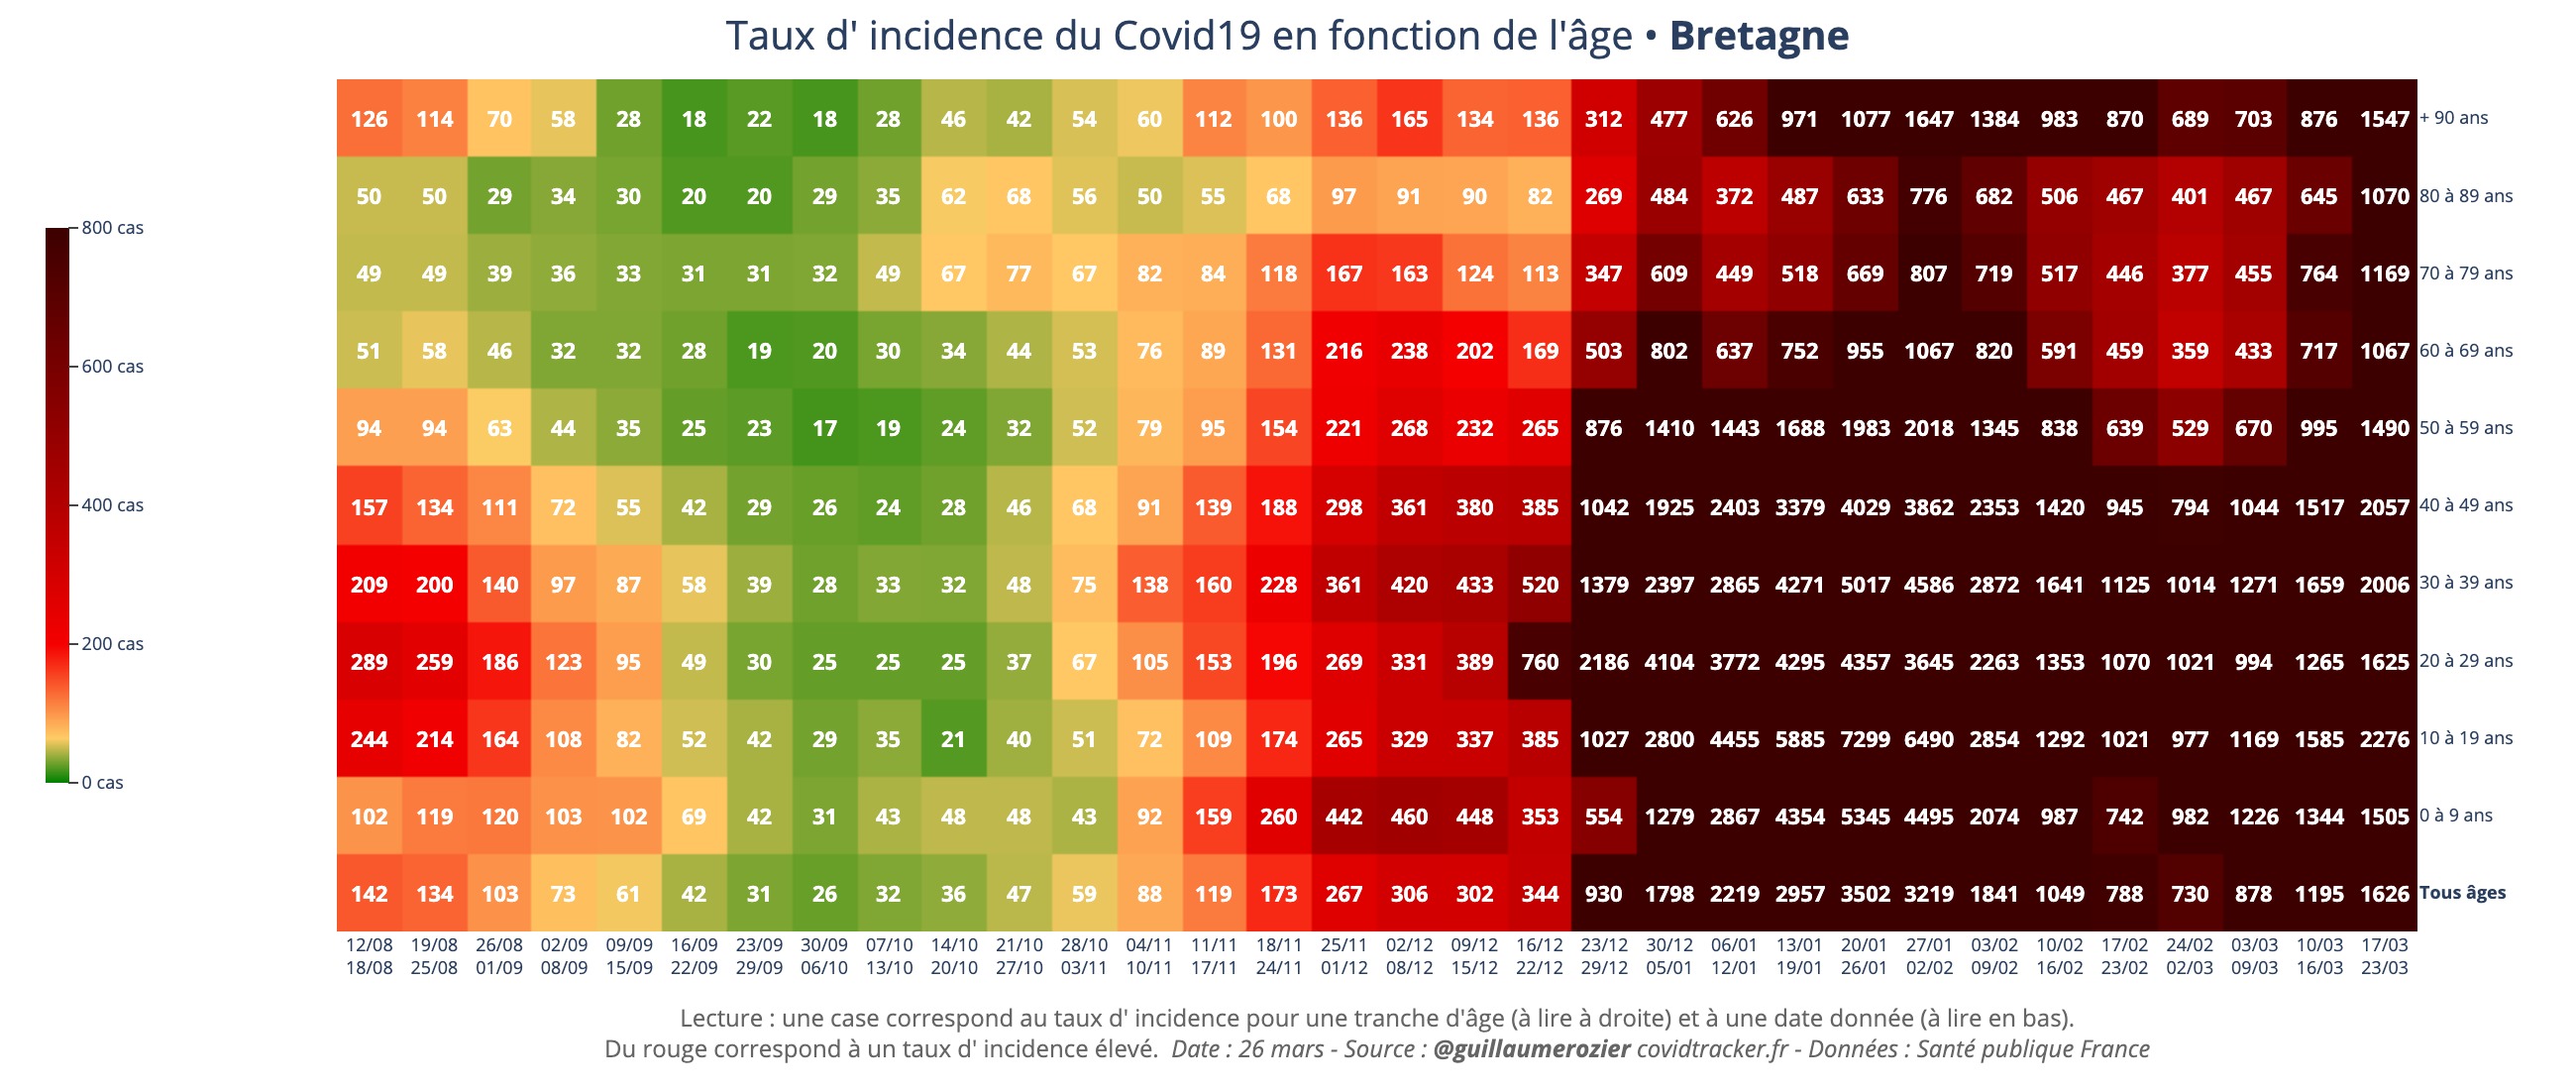 Taux d' incidence du Covid19 en fonction de l'âge • Bretagne
126 114 70 58 28 18 22 18 28 46 42 54 60 112 100 136 165 134 136 312 477 626 971 1077 1647 1384 983 870 689 703 876 1547 + 90 ans
50 50 29 34 30 20 20 29 35 62 68 56 50 55 68 97 91 90 82 269 484 372 487 633 776 682 506 467 401 467 645 1070 80 à 89 ans
800 cas
49 49 39 36 33 31 31 32 49 67 77 67 82 84 118 167 163 124 113 347 609 449 518 669 807 719 517 446 377 455 764 1169 70 à 79 ans
51 58 46 32 32 28 19 20 30 34 44 53 76 89 131 216 238 202 169 503 802 637 752 955 1067 820 591 459 359 433 717 1067 60 à 69 ans
600 cas
94 94 63 44 35 25 23 17 19 24 32 52 79 95 154 221 268 232 265 876 1410 1443 1688 1983 2018 1345 838 639 529 670 995 1490 50 à 59 ans
400 cas
157 134 111 72 55 42 29 26 24 28 46 68 91 139 188 298 361 380 385 1042 1925 2403 3379 4029 3862 2353 1420 945 794 1044 1517 2057 40 à 49 ans
209 200 140 97 87 58 39 28 33 32 48 75 138 160 228 361 420 433 520 1379 2397 2865 4271 5017 4586 2872 1641 1125 1014 1271 1659 2006 30 à 39 ans
200 cas
289 259 186 123 95 49 30 25 25 25 37 67 105 153 196 269 331 389 760 2186 4104 3772 4295 4357 3645 2263 1353 1070 1021 994 1265 1625 20 à 29 ans
244 214 164 108 82 52 42 29 35 21 40 51 72 109 174 265 329 337 385 1027 2800 4455 5885 7299 6490 2854 1292 1021 977 1169 1585 2276 10 à 19 ans
0 cas
102 119 120 103 102 69 42 31 43 48 48 43 92 159 260 442 460 448 353 554 1279 2867 4354 5345 4495 2074 987 742 982 1226 1344 1505 0 à 9 ans
142 134 103 73 61 42 31 26 32 36 47 59 88 119 173 267 306 302 344 930 1798 2219 2957 3502 3219 1841 1049 788 730 878 1195 1626 Tous âges
12/08 19/08 26/08 02/09 09/09 16/09 23/09 30/09 07/10 14/10 21/10 28/10 04/11 11/11 18/11 25/11 02/12 09/12 16/12 23/12 30/12 06/01 13/01 20/01 27/01 03/02 10/02 17/02 24/02 03/03 10/03 17/03
18/08 25/08 01/09 08/09 15/09 22/09 29/09 06/10 13/10 20/10 27/10 03/11 10/11 17/11 24/11 01/12 08/12 15/12 22/12 29/12 05/01 12/01 19/01 26/01 02/02 09/02 16/02 23/02 02/03 09/03 16/03 23/03
Lecture : une case correspond au taux d' incidence pour une tranche d'âge (à lire à droite) et à une date donnée (à lire en bas).
Du rouge correspond à un taux d' incidence élevé. Date : 26 mars - Source : @guillaumerozier covidtracker.fr - Données : Santé publique France